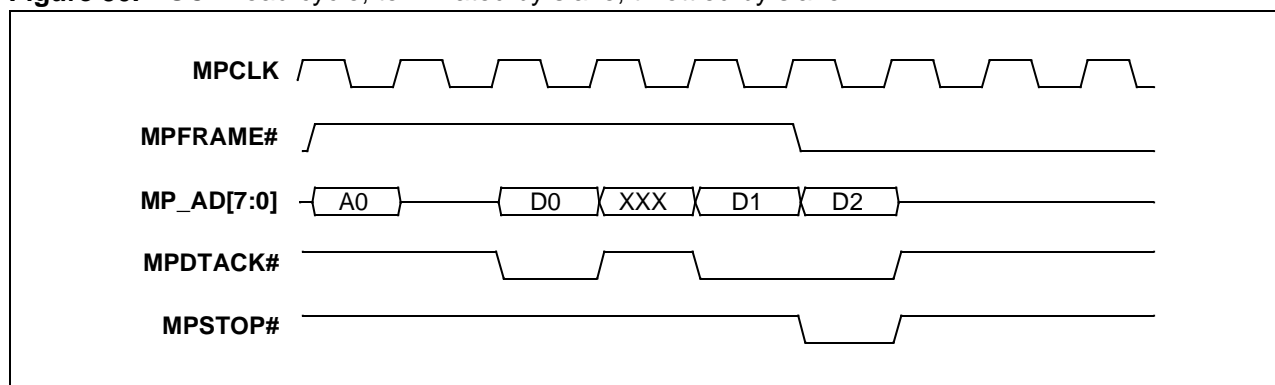 MPCLK
MPFRAME#
MP_AD[7:0] A0 D0 XXX D1 D2
MPDTACK#
MPSTOP#